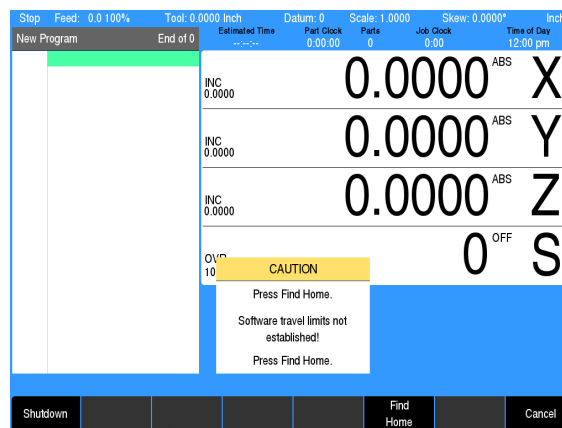 Stop Feed: 0.0 100% Tool: 0.0000 Inch Datum: 0 Scale: 1.0000 Skew: 0.0000° Inc
New Program End of 0
Estimated Time Part Clock Parts Job Clock Time of Day
--:--:-- 0:00:00 0 0:00 12:00 pm
INC 0.0000 ABS X
0.0000
INC 0.0000 ABS Y
0.0000
INC 0.0000 ABS Z
0.0000
0 OFF S
10
CAUTION
Press Find Home.
Software travel limits not
established!
Press Find Home.
Shutdown Find Home Cancel